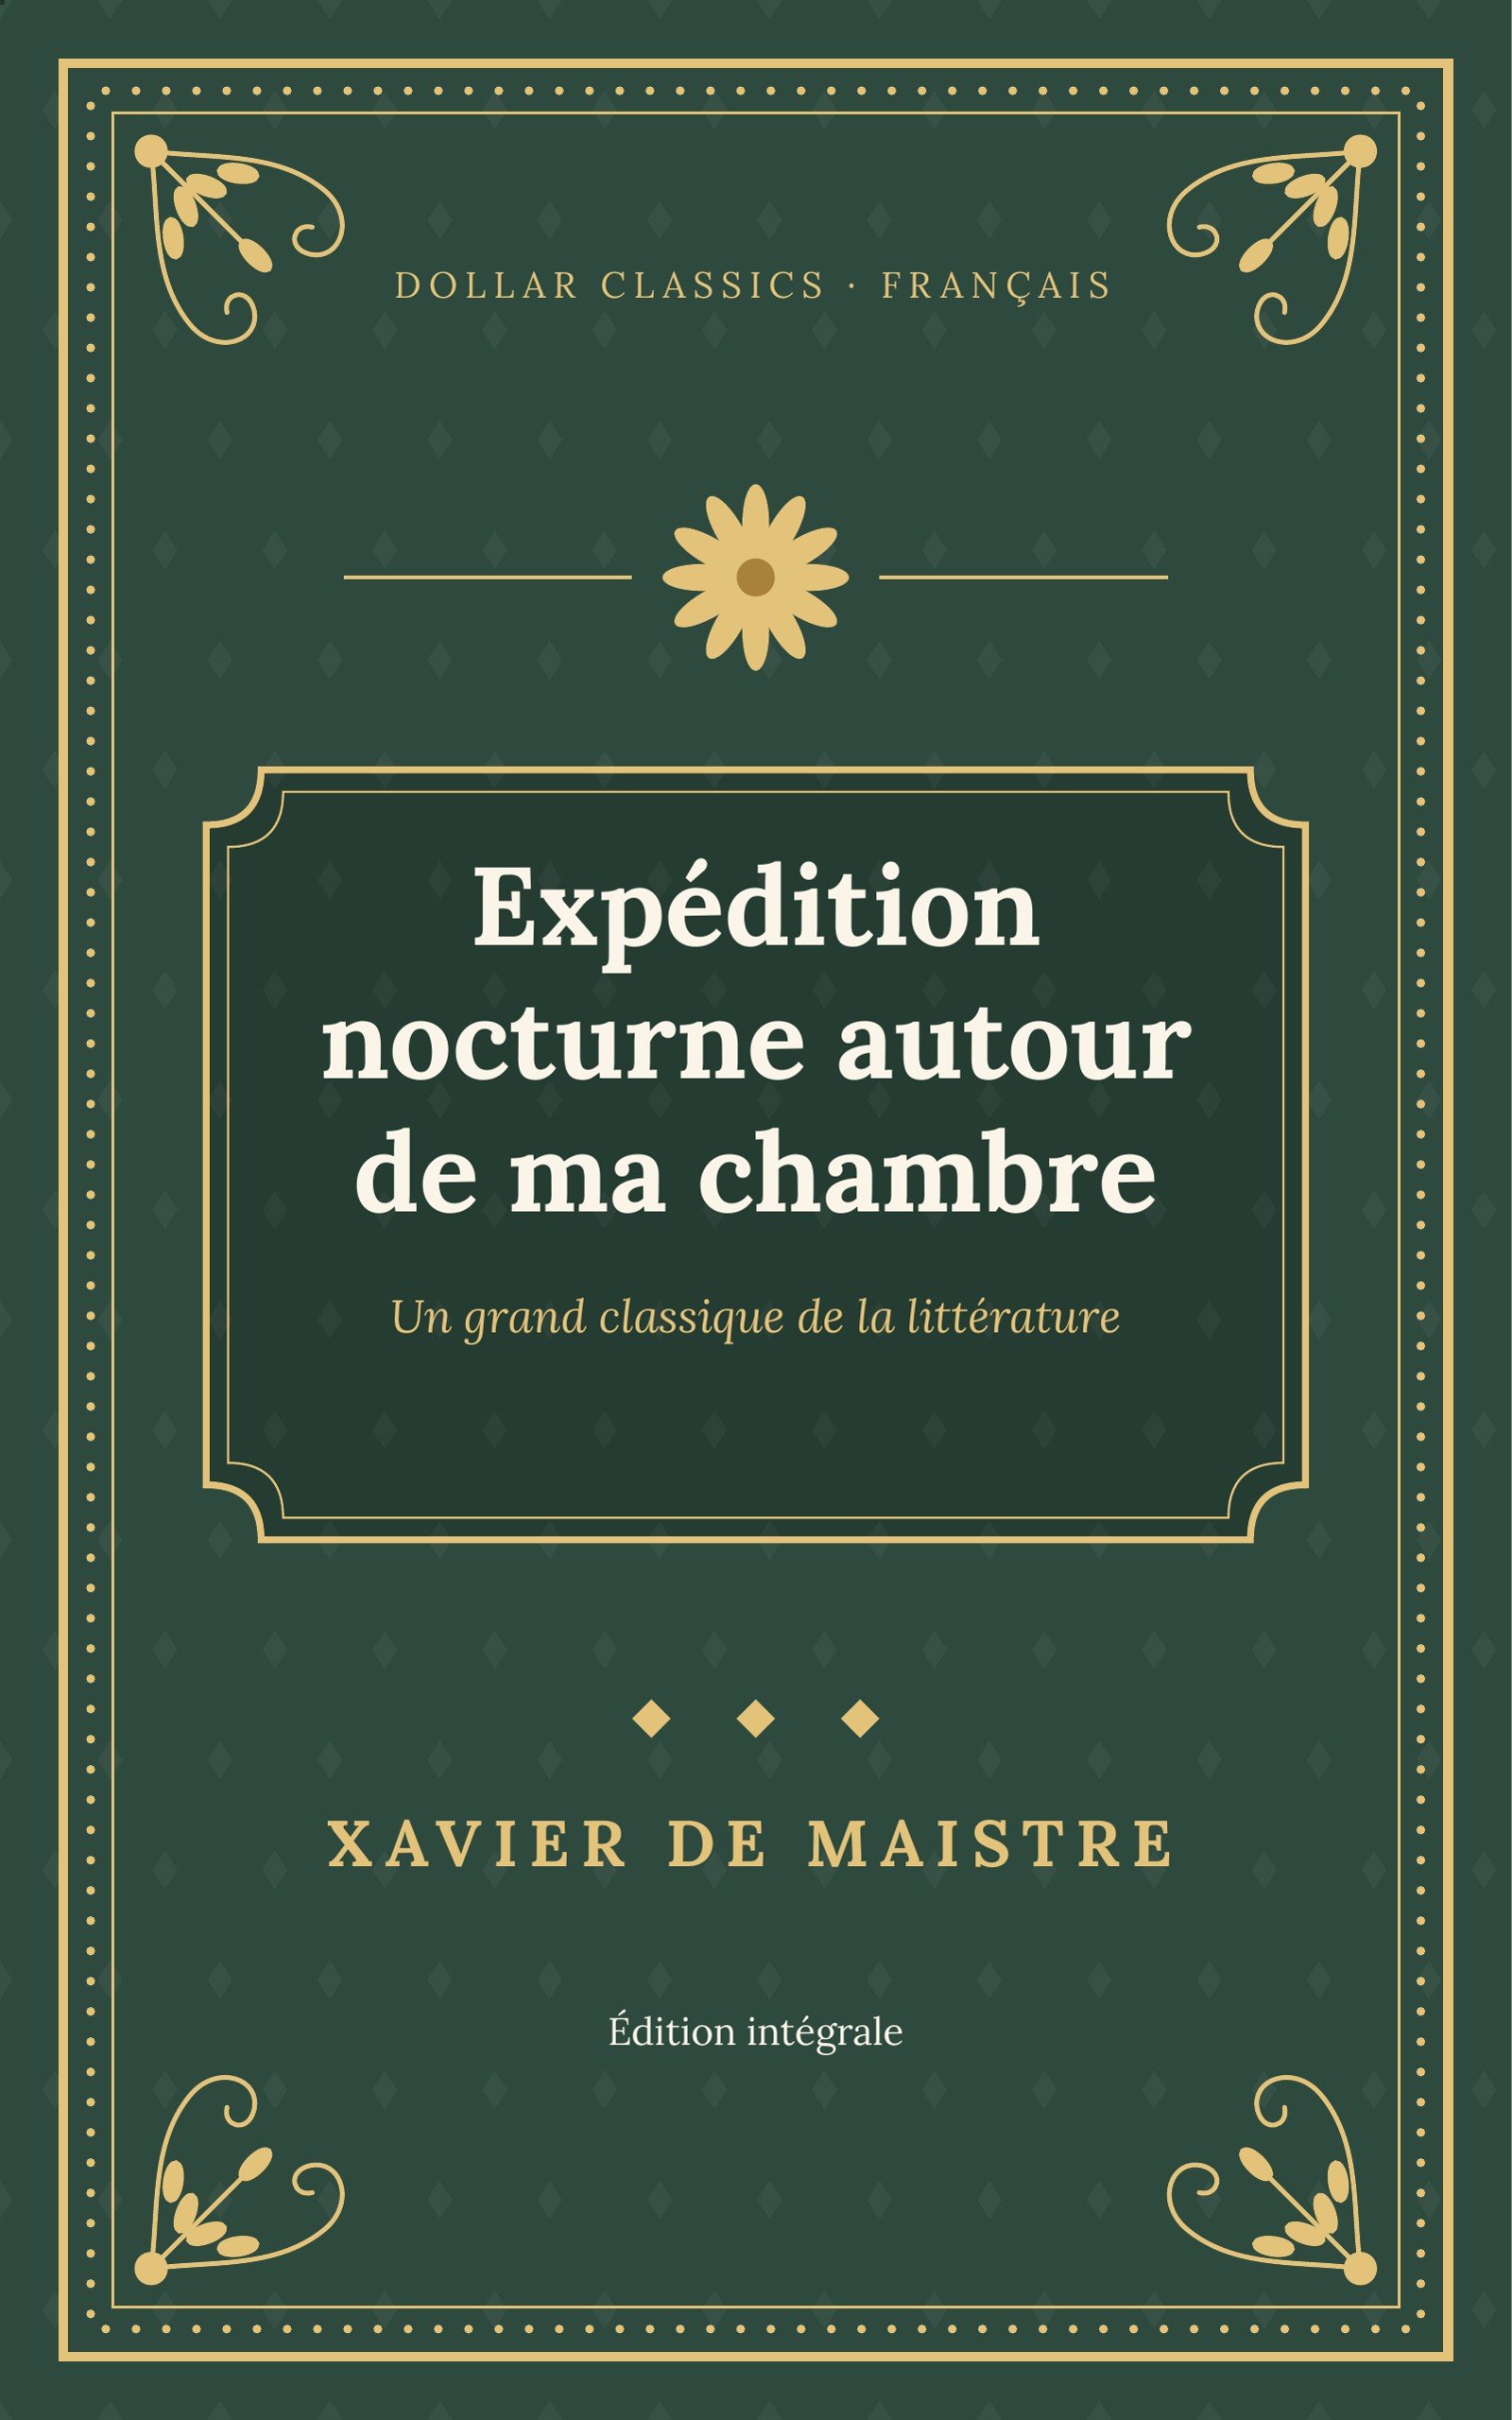 DOLLAR CLASSICS · FRANÇAIS
Expédition
nocturne autour
de ma chambre
Un grand classique de la littérature
XAVIER DE MAISTRE
Édition intégrale